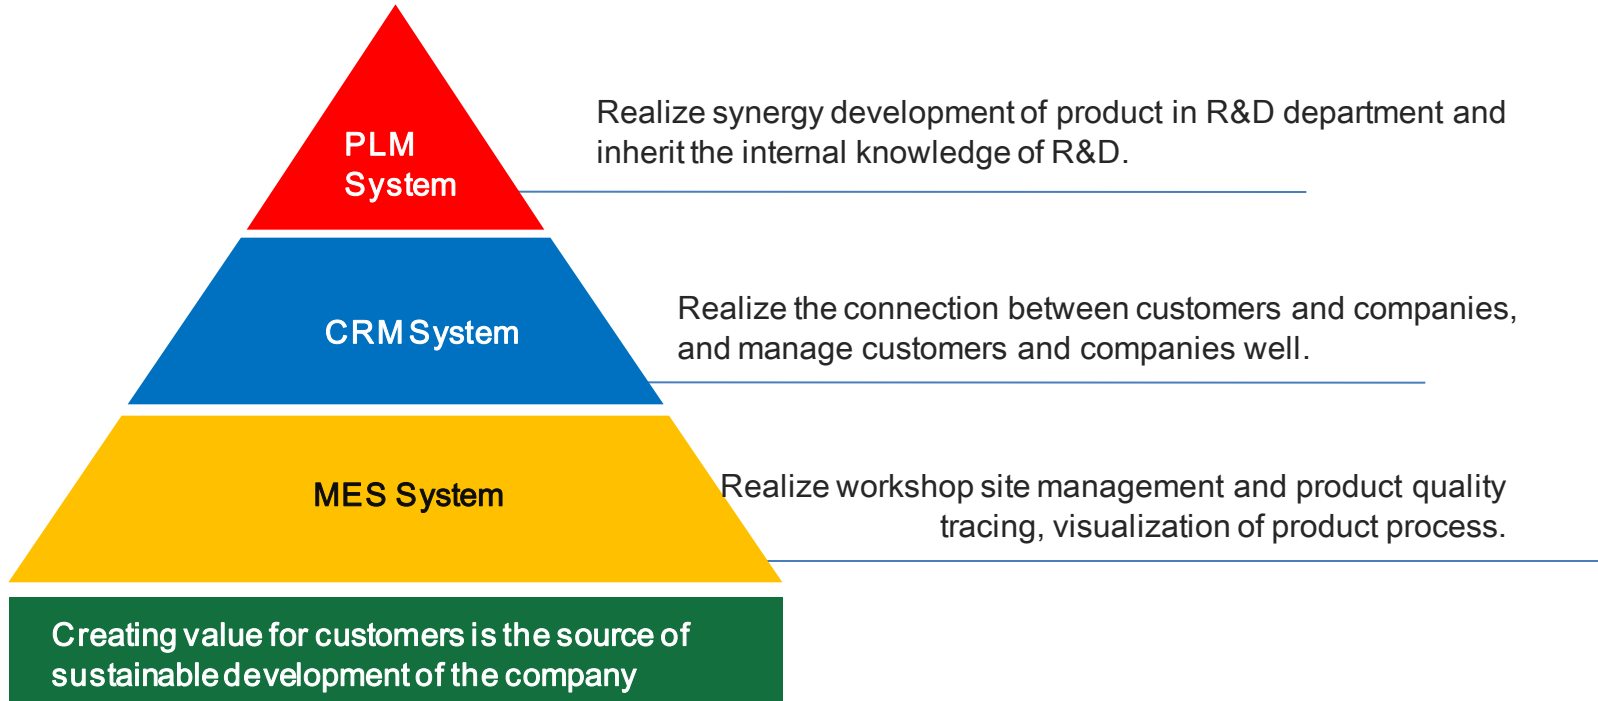 PLM
System
Realize synergy development of product in R&D department and
inherit the internal knowledge of R&D.
CRM System
Realize the connection between customers and companies,
and manage customers and companies well.
MES System
Realize workshop site management and product quality
tracing, visualization of product process.
Creating value for customers is the source of
sustainable development of the company